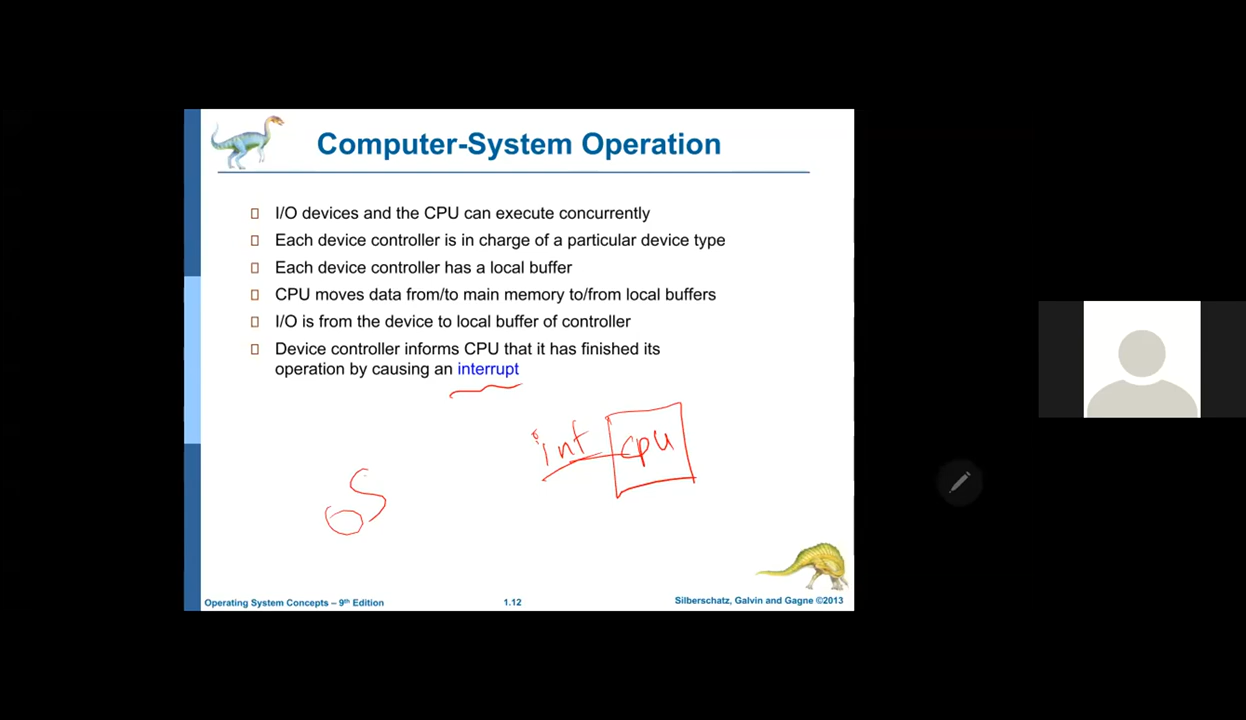 Computer-System Operation
I/O devices and the CPU can execute concurrently
Each device controller is in charge of a particular device type
Each device controller has a local buffer
CPU moves data from/to main memory to/from local buffers
I/O is from the device to local buffer of controller
Device controller informs CPU that it has finished its
operation by causing an interrupt
int cpu
OS
Operating System Concepts – 9th Edition 1.12 Silberschatz, Galvin and Gagne ©2013